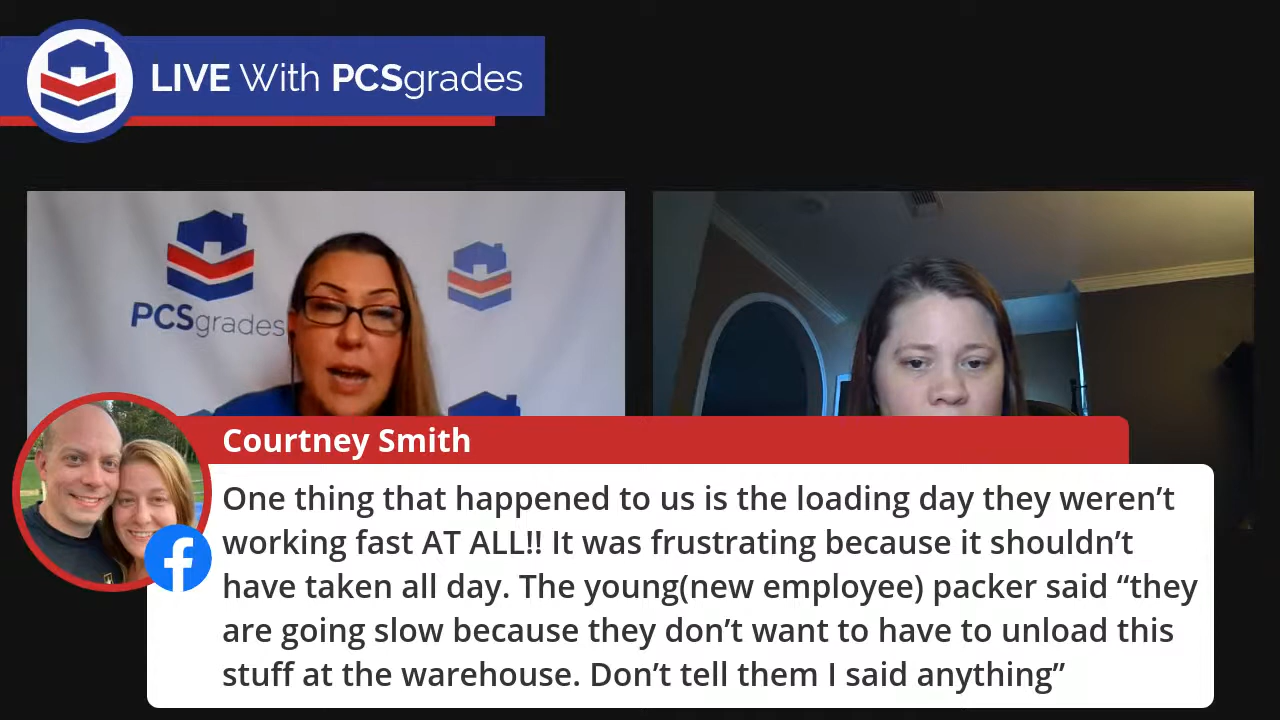 LIVE With PCSgrades
PCSgrades
Courtney Smith
One thing that happened to us is the loading day they weren’t
working fast AT ALL!! It was frustrating because it shouldn’t
have taken all day. The young(new employee) packer said “they
are going slow because they don’t want to have to unload this
stuff at the warehouse. Don’t tell them I said anything”